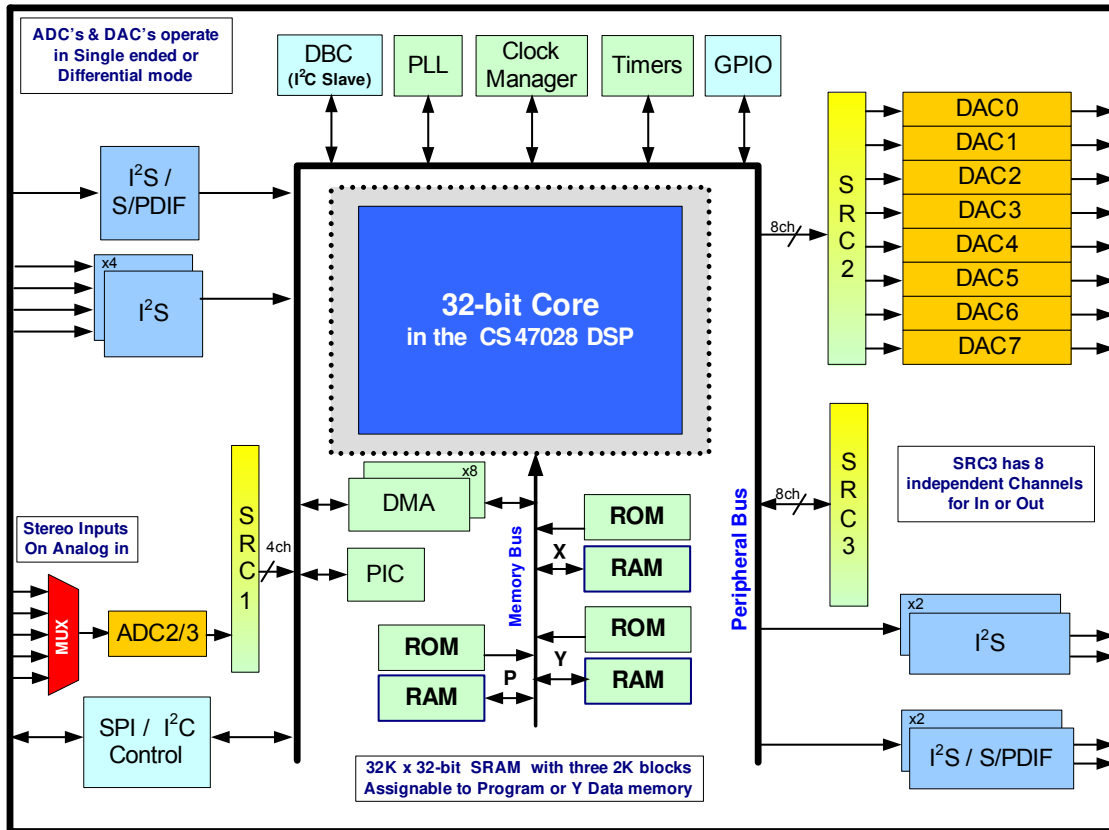 ADC's & DAC's operate
in Single ended or
Differential mode
DBC
(I²C Slave)
PLL
Clock
Manager
Timers
GPIO
I²S /
S/PDIF
x4
I²S
32-bit Core
in the CS47028 DSP
8ch
SRC2
DAC0
DAC1
DAC2
DAC3
DAC4
DAC5
DAC6
DAC7
Stereo Inputs
On Analog in
MUX
ADC2/3
SRC1
4ch
x8
DMA
PIC
Memory Bus
ROM
X
RAM
ROM
Y
RAM
ROM
P
RAM
Peripheral Bus
8ch
SRC3
SRC3 has 8
independent Channels
for In or Out
x2
I²S
SPI / I²C
Control
32K x 32-bit SRAM with three 2K blocks
Assignable to Program or Y Data memory
x2
I²S / S/PDIF